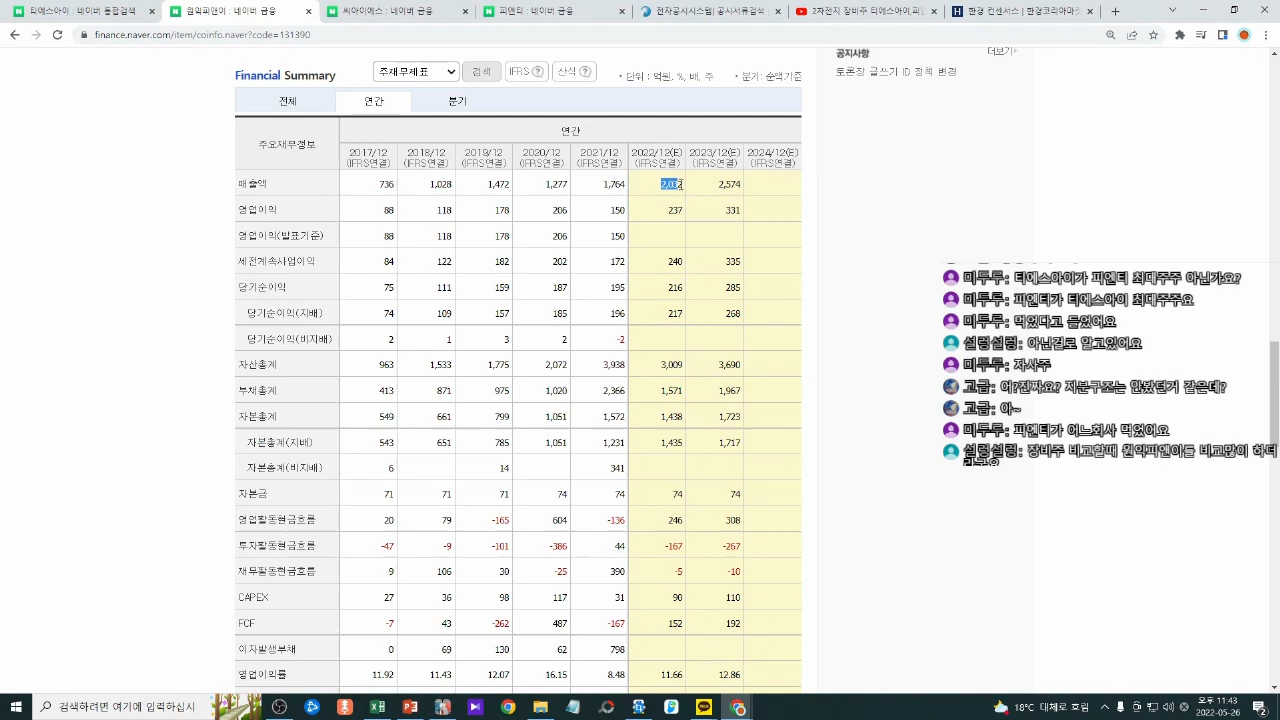 티에스아이 : 네이버 통합검색
원익피앤이 : 네이버 금융
씨아이에스 : 네이버 금융
피엔티 : 네이버 금융
2차전지 장비주 티에스아이,피
한경 컨센서스 | 한경코리아마
finance.naver.com/item/coinfo.naver?code=131390
공지사항
더보기
토론장 글쓰기 ID 정책 변경
Financial Summary
주재무제표
검색
IFRS
산식
• 단위 : 억원, %, 배, 주
• 분기 : 순액기준
전체 연간 분기
주요재무정보 연간
2017/12 2018/12 2019/12 2020/12 2021/12 2022/12(E) 2023/12(E) 2024/12(E)
(IFRS연결) (IFRS연결) (IFRS연결) (IFRS연결) (IFRS연결) (IFRS연결) (IFRS연결) (IFRS연결)
매출액 736 1,028 1,472 1,277 1,764 2,032 2,574
영업이익 88 118 178 206 150 237 331
영업이익(발표기준) 88 118 178 206 150
세전계속사업이익 84 122 182 202 172 240 335
당기순이익 75 111 159 187 195 216 285
당기순이익(지배) 74 109 157 185 196 217 268
당기순이익(비지배) 1 3 2 -2
자산총계 963 1,533 1,775 2,072 3,938 3,009 3,690
부채총계 413 871 975 1,020 2,366 1,571 1,967
자본총계 549 661 799 1,051 1,572 1,438 1,723
자본총계(지배) 543 651 785 1,051 1,231 1,435 1,717
자본총계(비지배) 6 14 341
자본금 71 71 71 74 74 74 74
영업활동현금흐름 20 79 -165 604 -136 246 308
투자활동현금흐름 -47 -9 -101 -386 44 -167 -267
재무활동현금흐름 9 106 30 -25 390 -5 -10
CAPEX 27 36 98 117 31 90 110
FCF -7 43 -262 487 -167 152 192
이자발생부채 0 69 130 62 798
영업이익률 11.92 11.43 12.07 16.15 8.48 11.66 12.86
미투루: 티에스아이가 피엔티 최대주주 아닌가요?
미투루: 피엔티가 티에스아이 최대주주요
미투루: 먹었다고 들었어요
설렁설렁: 아닌걸로 알고있어요
미투루: 자사주
고급: 어?진짜요? 지분구조는 안봤던거 같은데?
고급: 아~
미투루: 피엔티가 어느회사 먹었어요
설렁설렁: 장비주 비교할때 원익피앤이를 비교많이 하더
라구요
검색하려면 여기에 입력하십시
TALK
18°C 대체로 흐림
오후 11:43
2022-05-26
2